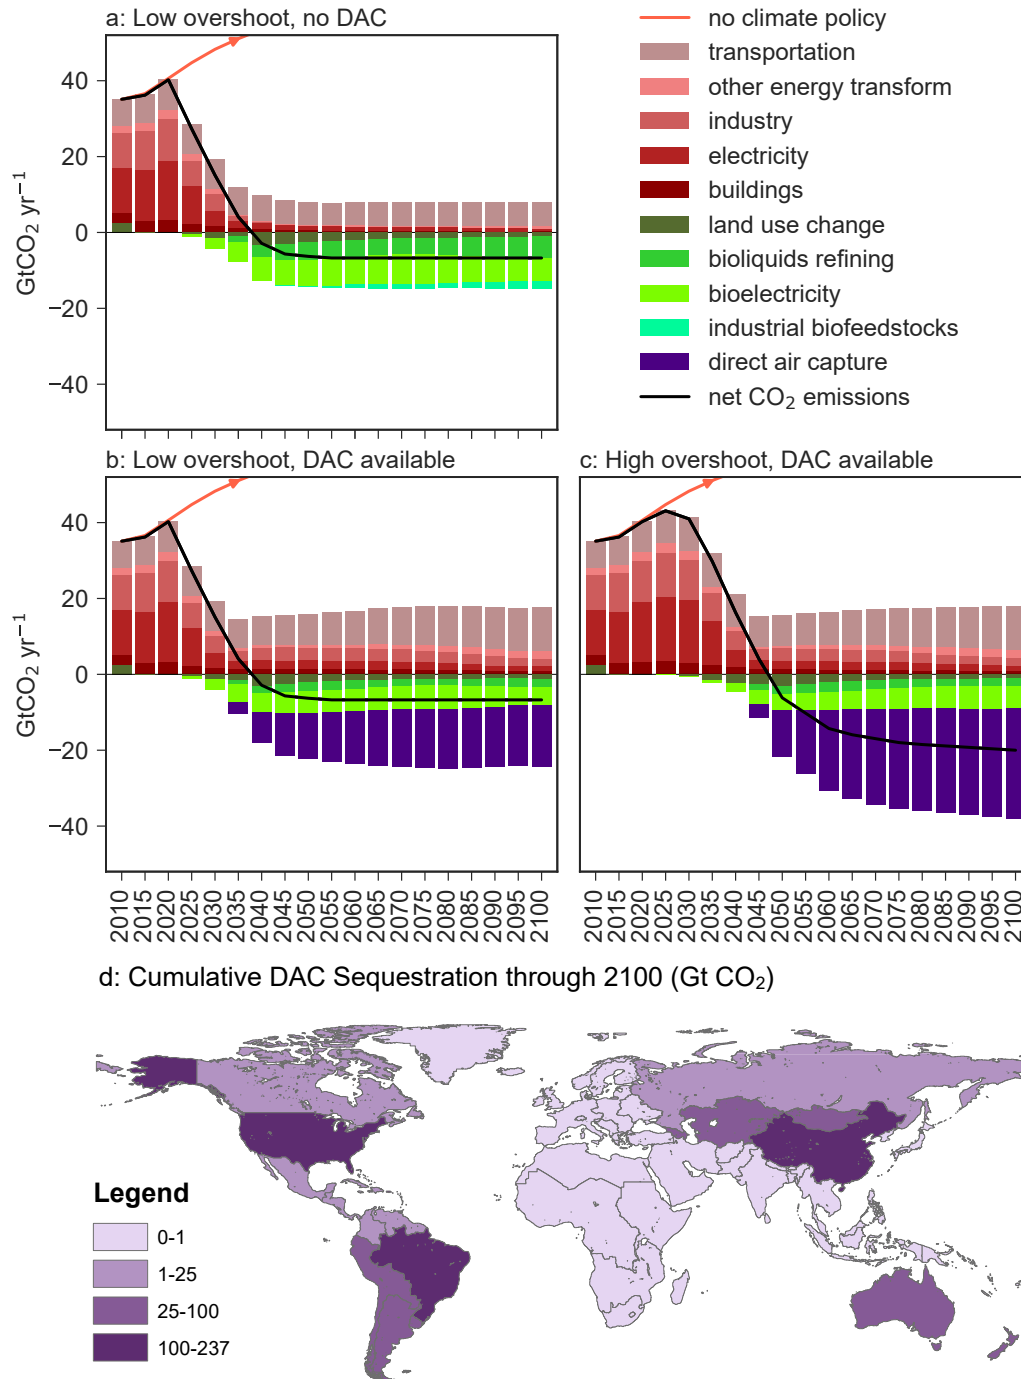 a: Low overshoot, no DAC
no climate policy
transportation
other energy transform
industry
electricity
buildings
land use change
bioliquids refining
bioelectricity
industrial biofeedstocks
direct air capture
net CO₂ emissions
GtCO₂ yr⁻¹
40
20
0
−20
−40
b: Low overshoot, DAC available
c: High overshoot, DAC available
GtCO₂ yr⁻¹
40
20
0
−20
−40
2010 2015 2020 2025 2030 2035 2040 2045 2050 2055 2060 2065 2070 2075 2080 2085 2090 2095 2100
2010 2015 2020 2025 2030 2035 2040 2045 2050 2055 2060 2065 2070 2075 2080 2085 2090 2095 2100
d: Cumulative DAC Sequestration through 2100 (Gt CO₂)
Legend
0-1
1-25
25-100
100-237